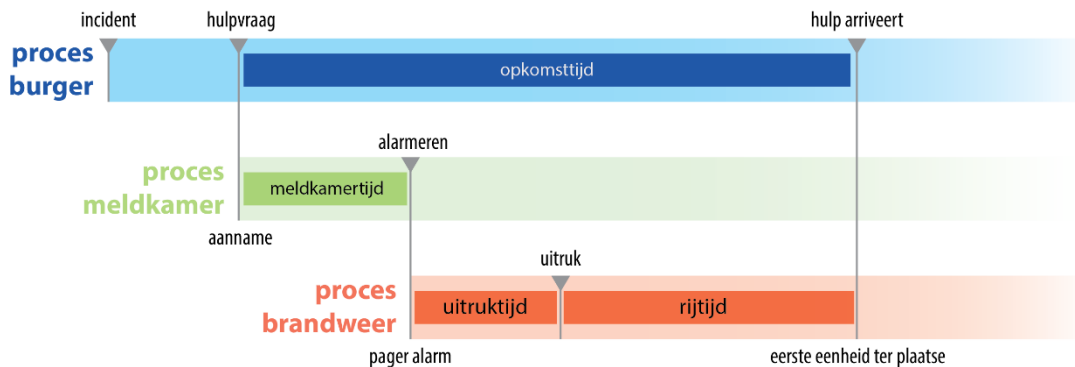 incident
hulpvraag
hulp arriveert
proces
burger
opkomsttijd
alarmeren
proces
meldkamer
meldkamertijd
aanname
uitruk
proces
brandweer
uitruktijd
rijtijd
pager alarm
eerste eenheid ter plaatse